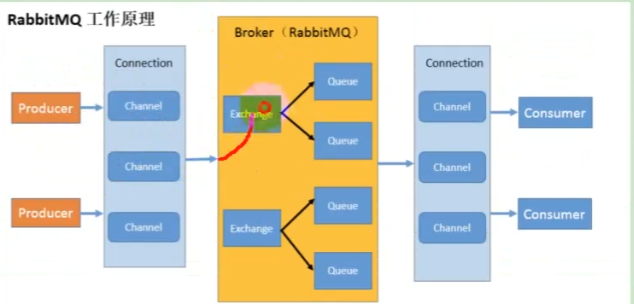 RabbitMQ 工作原理
Broker（RabbitMQ）
Connection
Connection
Producer
Channel
Exchange
Queue
Queue
Channel
Consumer
Channel
Channel
Producer
Channel
Exchange
Queue
Queue
Channel
Consumer